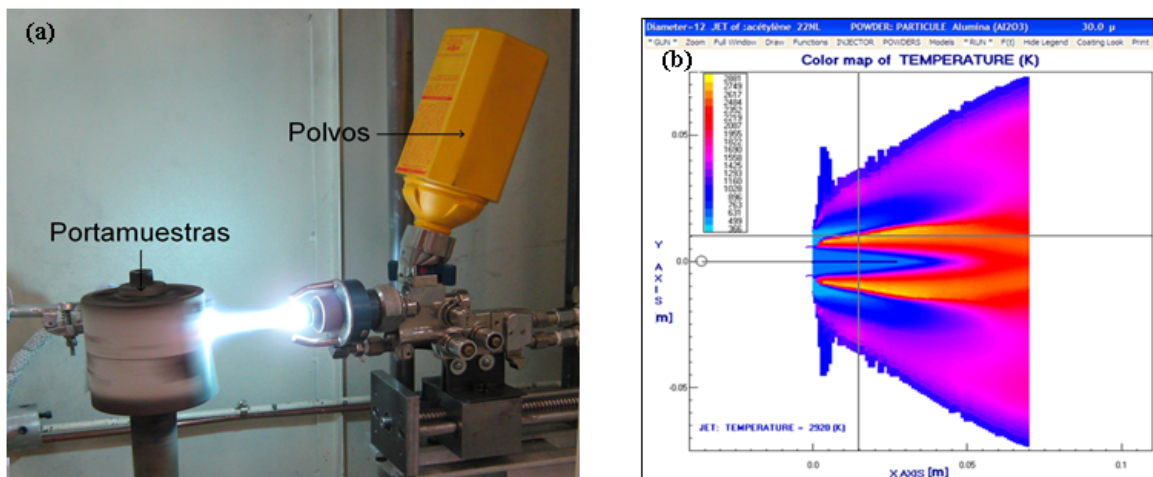 (a)
Polvos
Portamuestras
Diameter=12 JET of :acétylène 22NL POWDER: PARTICULE Alumina (Al2O3) 30.0 µ
* GUN * Zoom Full Window Draw Functions INJECTOR POWDERS Models * RUN * F(t) Hide Legend Coating Look Print
(b)
Color map of TEMPERATURE (K)
2881
2749
2617
2484
2352
2219
2087
1955
1822
1690
1558
1425
1293
1160
1028
896
763
631
499
366
0.05
Y AXIS [m]
0.0
-0.05
JET: TEMPERATURE = 2920 (K)
0.0 0.05 0.1
X AXIS [m]